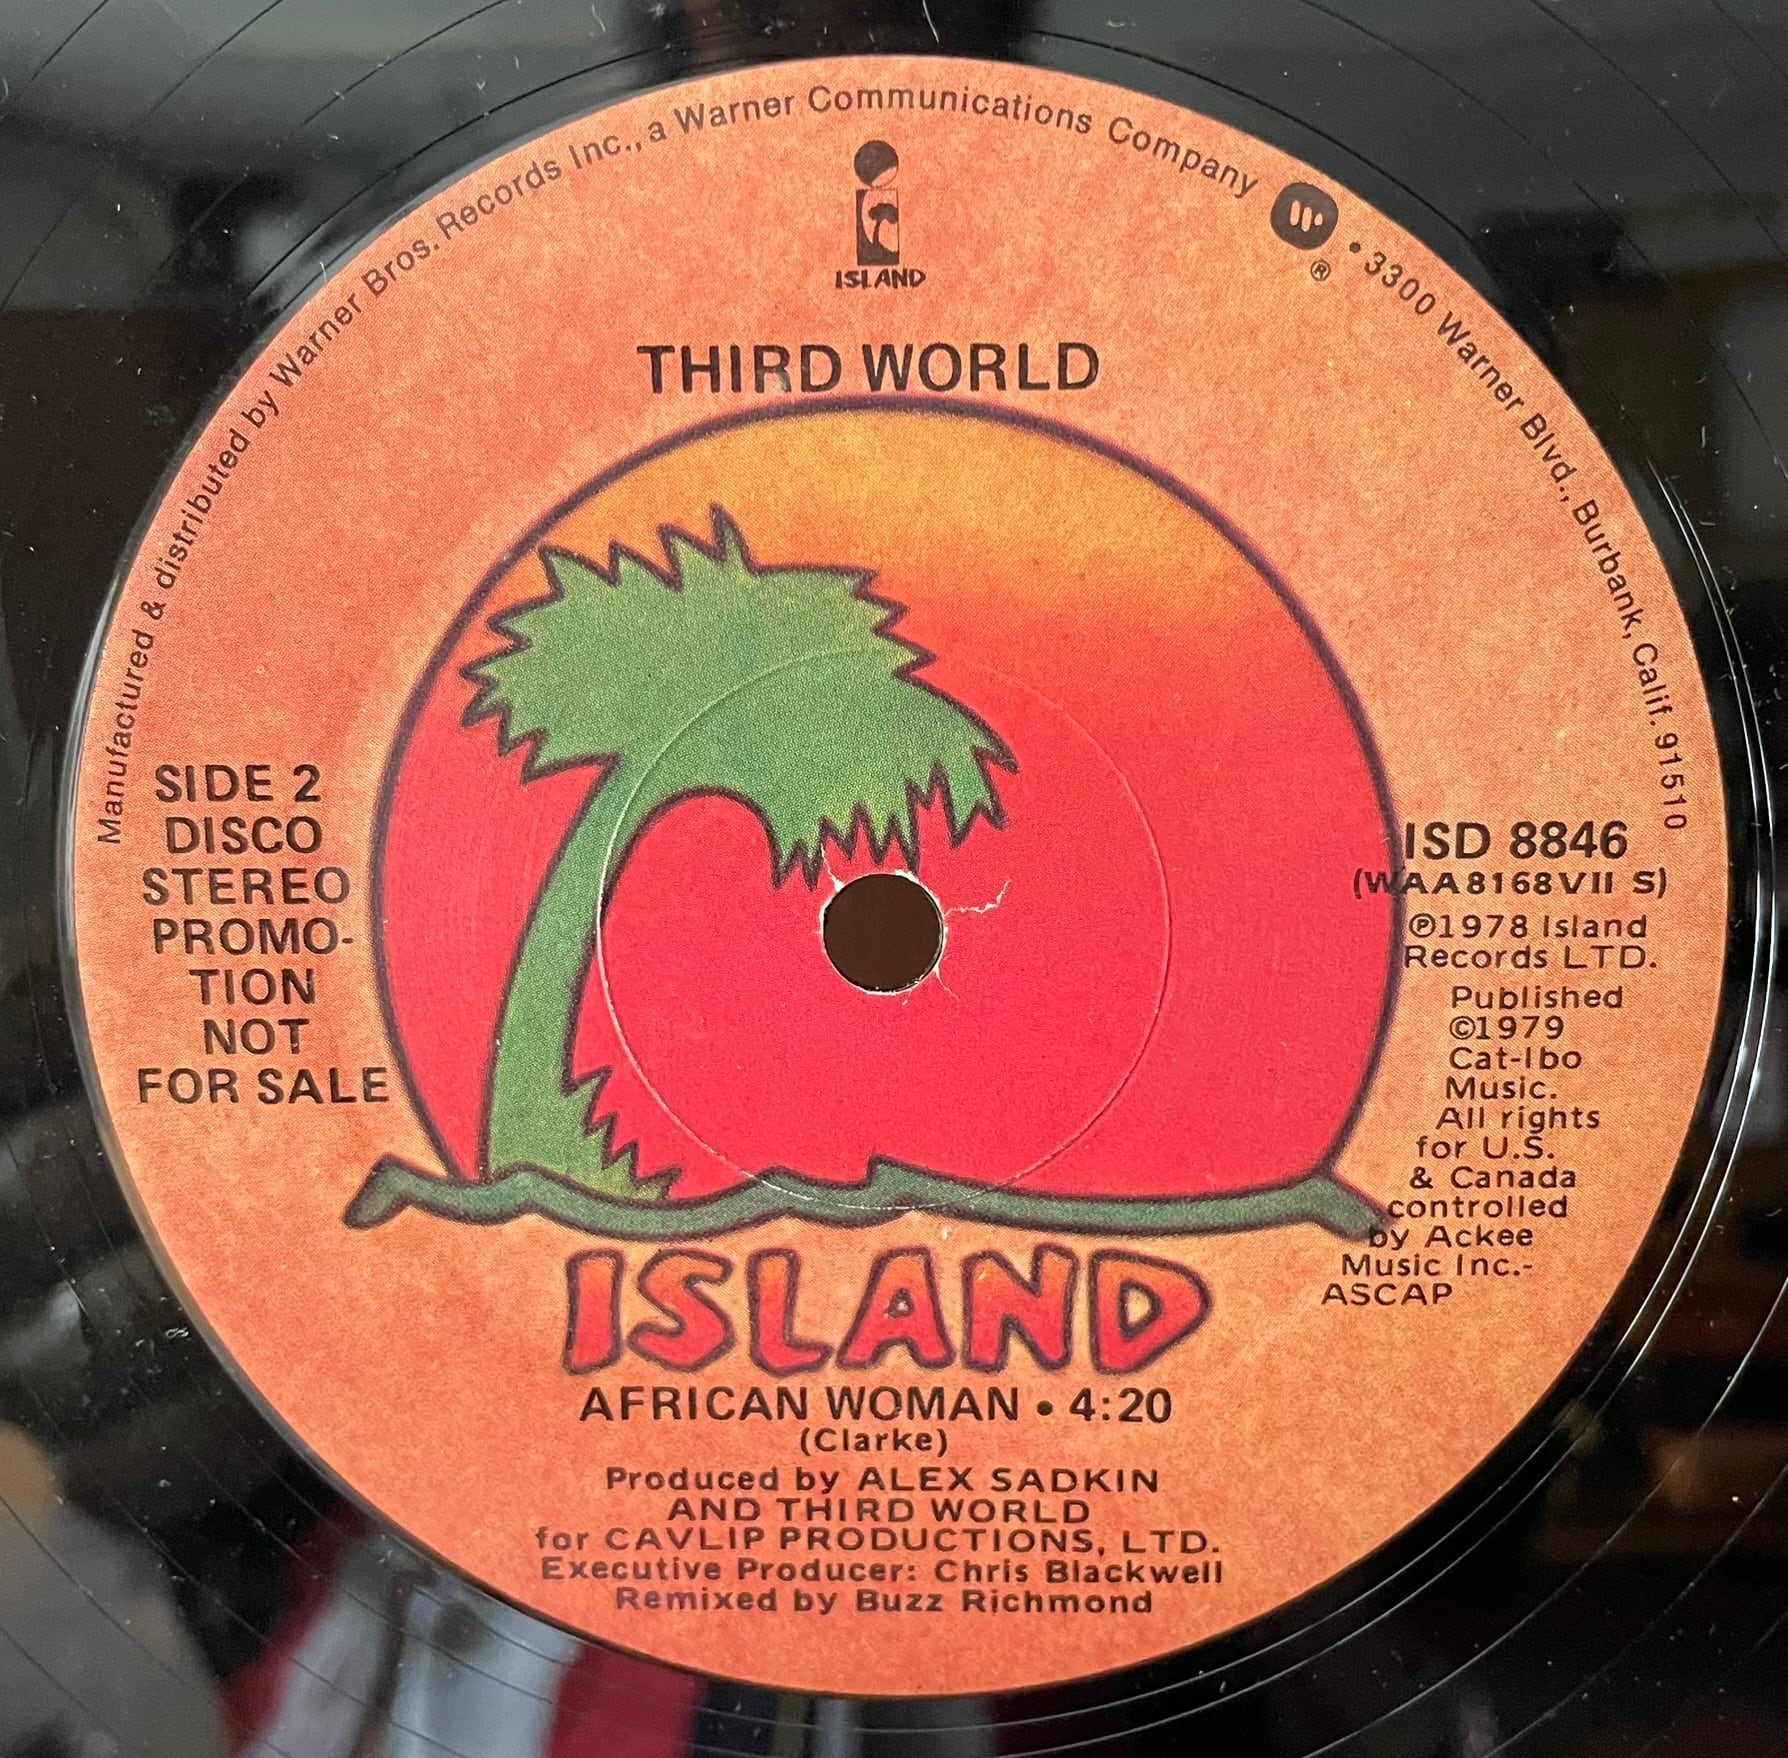 Manufactured & distributed by Warner Bros. Records Inc., a Warner Communications Company ® • 3300 Warner Blvd., Burbank, Calif. 91510
ISLAND
THIRD WORLD
SIDE 2
DISCO
STEREO
PROMO-
TION
NOT
FOR SALE
ISD 8846
(WAA8168VII S)
℗1978 Island
Records LTD.
Published
©1979
Cat-Ibo
Music.
All rights
for U.S.
& Canada
controlled
by Ackee
Music Inc.-
ASCAP
ISLAND
AFRICAN WOMAN • 4:20
(Clarke)
Produced by ALEX SADKIN
AND THIRD WORLD
for CAVLIP PRODUCTIONS, LTD.
Executive Producer: Chris Blackwell
Remixed by Buzz Richmond